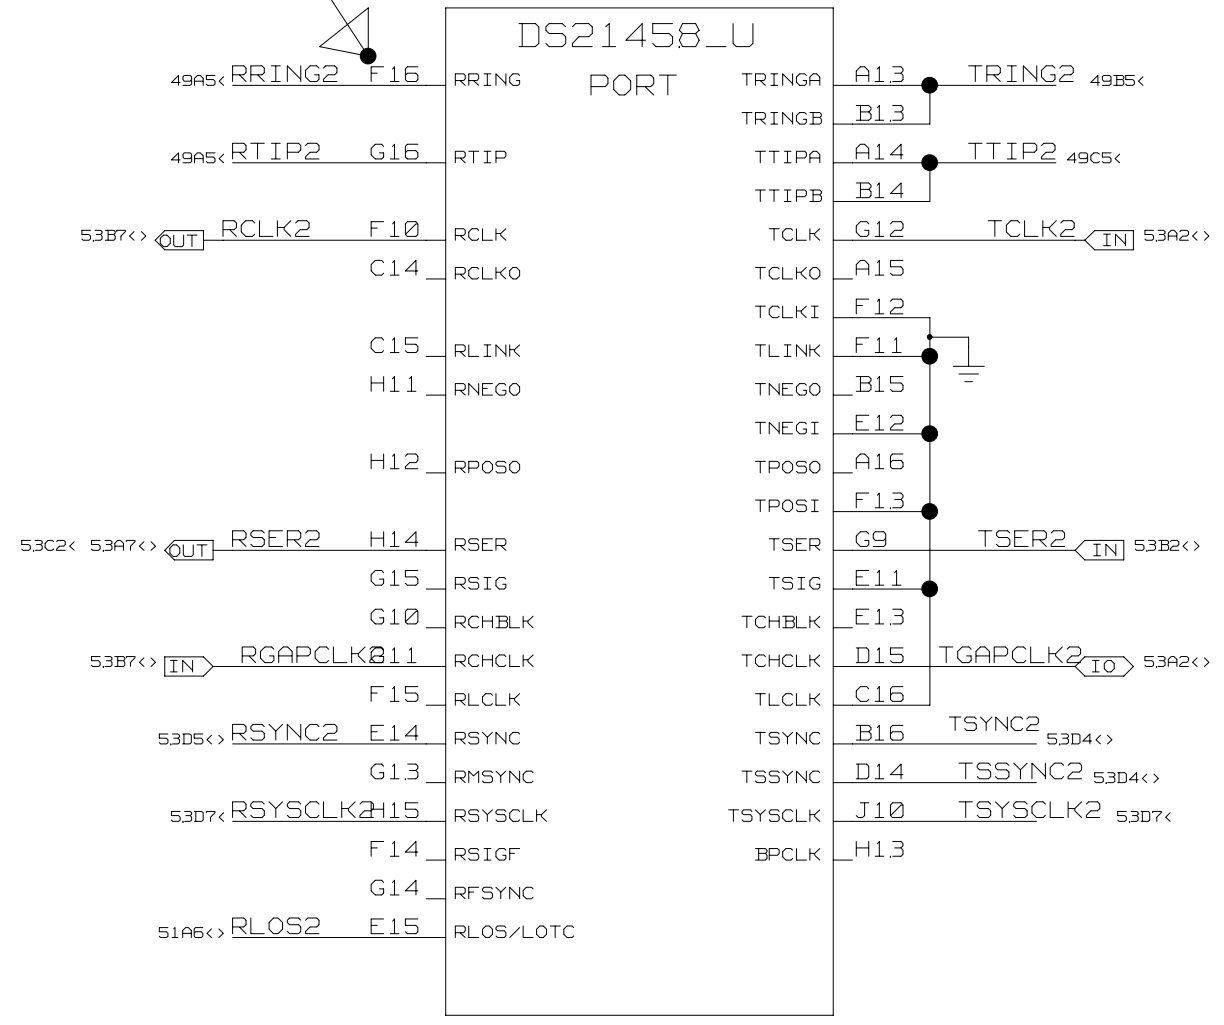 DS21458_U
PORT
49A5< RRING2 F16 RRING TRINGA A13 TRING2 49B5<
TRINGB B13
49A5< RTIP2 G16 RTIP TTIPA A14 TTIP2 49C5<
TTIPB B14
53B7<> OUT RCLK2 F10 RCLK TCLK G12 TCLK2 IN 53A2<>
C14 RCLKO TCLKO A15
TCLKI F12
C15 RLINK TLINK F11
H11 RNEGO TNEGO B15
TNEGI E12
H12 RPOSO TPOSO A16
TPOSI F13
53C2< 53A7<> OUT RSER2 H14 RSER TSER G9 TSER2 IN 53B2<>
G15 RSIG TSIG E11
G10 RCHBLK TCHBLK E13
53B7<> IN RGAPCLK2 11 RCHCLK TCHCLK D15 TGAPCLK2 IO 53A2<>
F15 RLCLK TLCLK C16
53D5<> RSYNC2 E14 RSYNC TSYNC B16 TSYNC2 53D4<>
G13 RMSYNC TSSYNC D14 TSSYNC2 53D4<>
53D7< RSYSCLK2 H15 RSYSCLK TSYSCLK J10 TSYSCLK2 53D7<
F14 RSIGF BPCLK H13
G14 RFSYNC
51A6<> RLOS2 E15 RLOS/LOTC